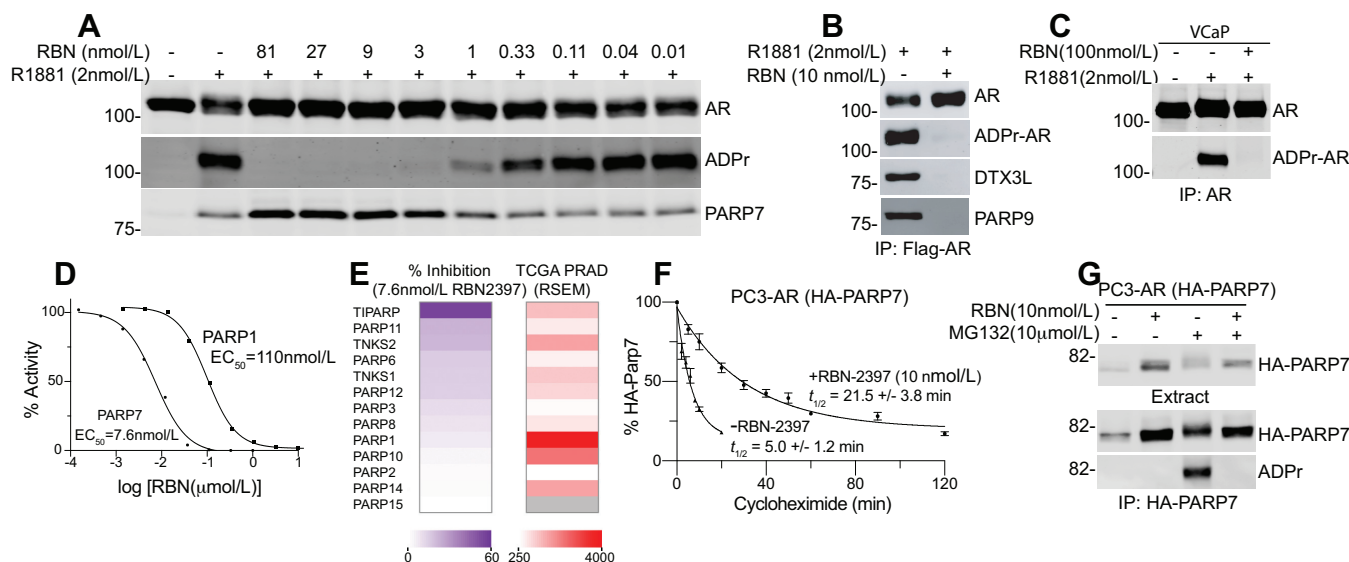 A
RBN (nmol/L) - - 81 27 9 3 1 0.33 0.11 0.04 0.01
R1881 (2nmol/L) - + + + + + + + + + +
100- AR
100- ADPr
75- PARP7
B
R1881 (2nmol/L) + +
RBN (10 nmol/L) - +
100- AR
100- ADPr-AR
75- DTX3L
75- PARP9
IP: Flag-AR
C
VCaP
RBN(100nmol/L) - - +
R1881(2nmol/L) - + +
100- AR
100- ADPr-AR
IP: AR
D
% Activity
100
50
0
-4 -3 -2 -1 0 1
log [RBN(μmol/L)]
PARP1
EC50=110nmol/L
PARP7
EC50=7.6nmol/L
E
% Inhibition
(7.6nmol/L RBN2397)
TCGA PRAD
(RSEM)
TIPARP
PARP11
TNKS2
PARP6
TNKS1
PARP12
PARP3
PARP8
PARP1
PARP10
PARP2
PARP14
PARP15
0 60
250 4000
F
PC3-AR (HA-PARP7)
% HA-Parp7
100
50
0
0 40 80 120
Cycloheximide (min)
+RBN-2397 (10 nmol/L)
t1/2 = 21.5 +/- 3.8 min
-RBN-2397
t1/2 = 5.0 +/- 1.2 min
G
PC3-AR (HA-PARP7)
RBN(10nmol/L) - + - +
MG132(10μmol/L) - - + +
82- HA-PARP7
Extract
82- HA-PARP7
82- ADPr
IP: HA-PARP7